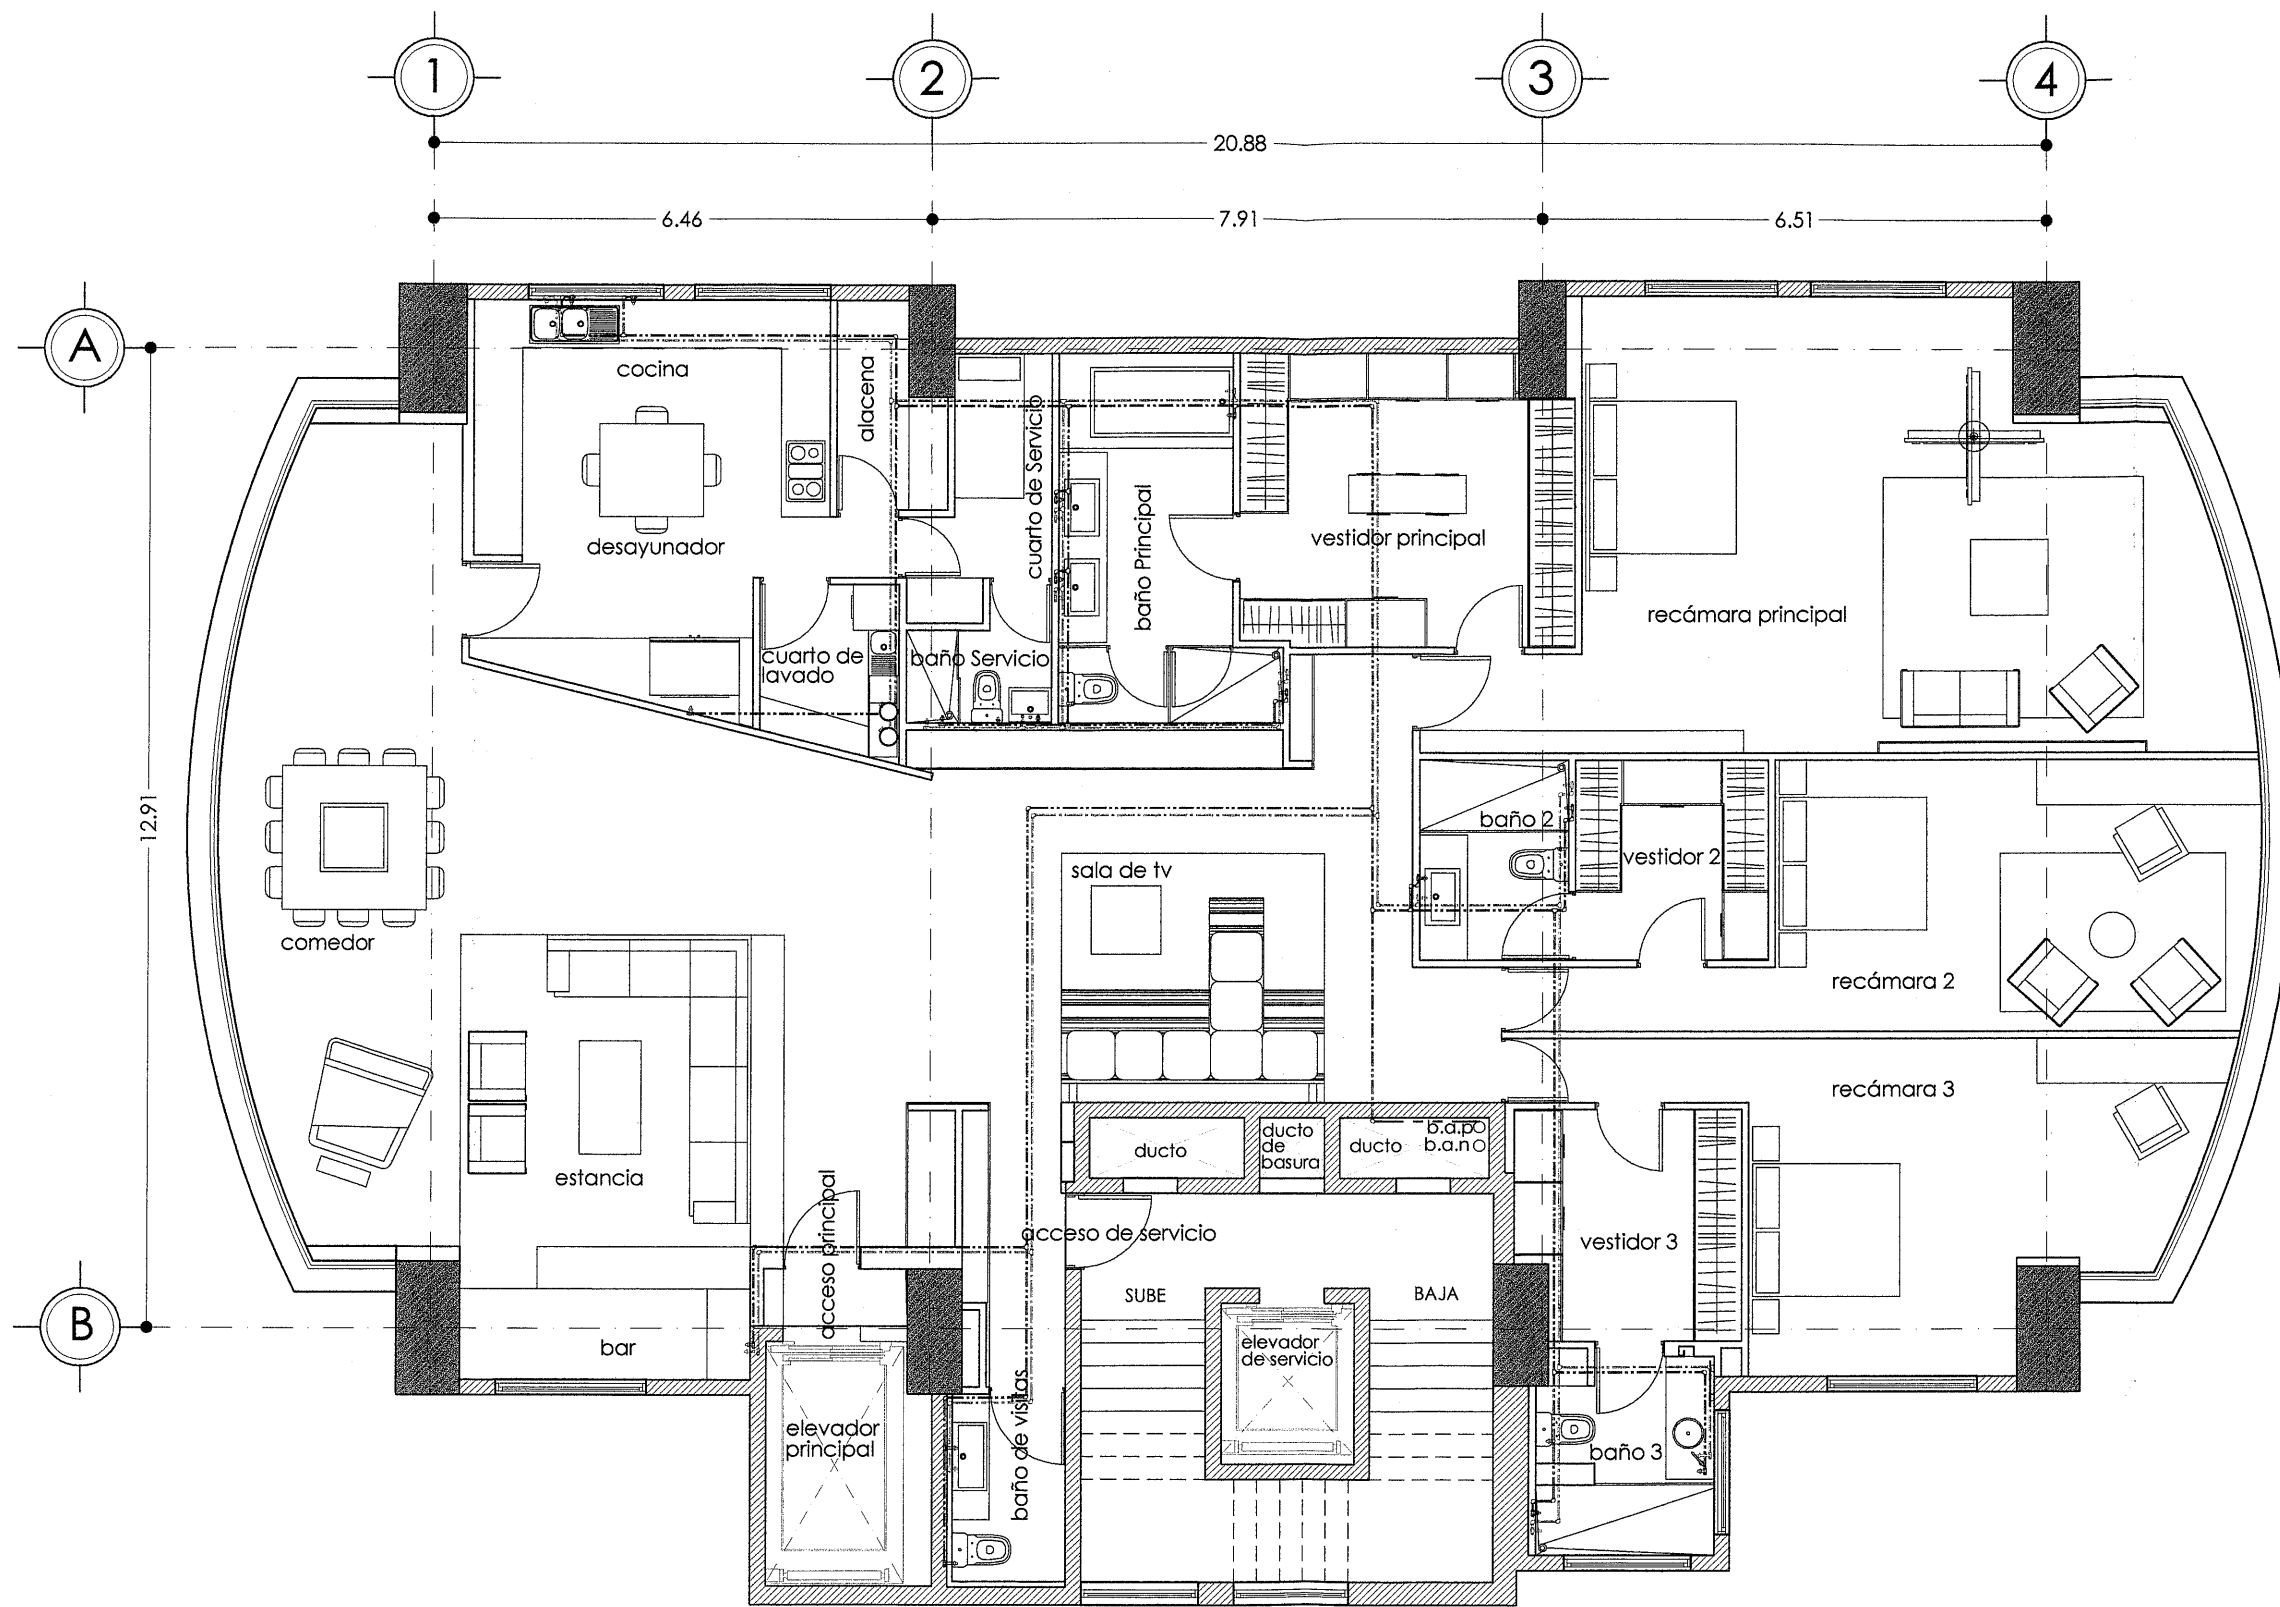 1
2
3
4
20.88
6.46
7.91
6.51
A
B
12.91
cocina
alacena
desayunador
cuarto de Servicio
baño Principal
vestidor principal
recámara principal
cuarto de
lavado
baño Servicio
baño 2
vestidor 2
sala de tv
comedor
recámara 2
recámara 3
ducto
ducto
de
basura
ducto
b.a.p
b.a.n
estancia
acceso principal
acceso de servicio
vestidor 3
SUBE
BAJA
bar
elevador
de servicio
elevador
principal
baño de visitas
baño 3